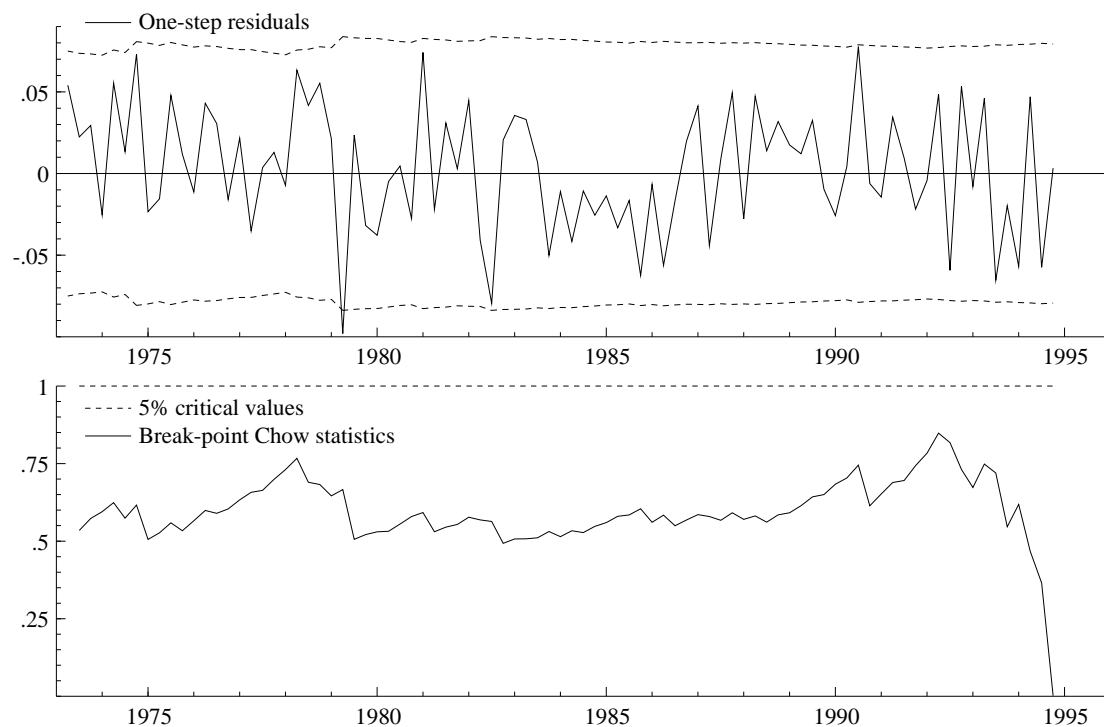 One-step residuals
.05
0
-.05
1975 1980 1985 1990 1995
1
5% critical values
Break-point Chow statistics
.75
.5
.25
1975 1980 1985 1990 1995